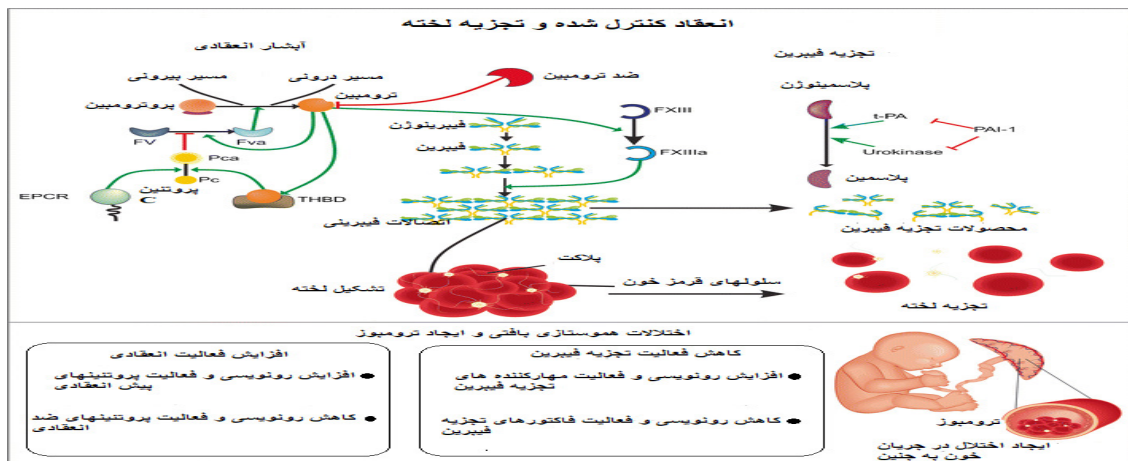 انعقاد کنترل شده و تجزیه لخته
آبشار انعقادی
مسیر بیرونی
مسیر درونی
پروترومبین
ترومبین
ضد ترومبین
FV
Fva
Pca
Pc
پروتئین
C
EPCR
THBD
فیبرینوژن
فیبرین
FXIII
FXIIIa
اتصالات فیبرینی
تجزیه فیبرین
پلاسمینوژن
t-PA
PAI-1
Urokinase
پلاسمین
محصولات تجزیه فیبرین
پلاکت
سلولهای قرمز خون
تشکیل لخته
تجزیه لخته
اختلالات هموستازی بافتی و ایجاد ترومبوز
افزایش فعالیت انعقادی
● افزایش رونویسی و فعالیت پروتئینهای
پیش انعقادی
● کاهش رونویسی و فعالیت پروتئینهای ضد
انعقادی
کاهش فعالیت تجزیه فیبرین
● افزایش رونویسی و فعالیت مهارکننده های
تجزیه فیبرین
● کاهش رونویسی و فعالیت فاکتورهای تجزیه
فیبرین
ترومبوز
ایجاد اختلال در جریان
خون به جنین